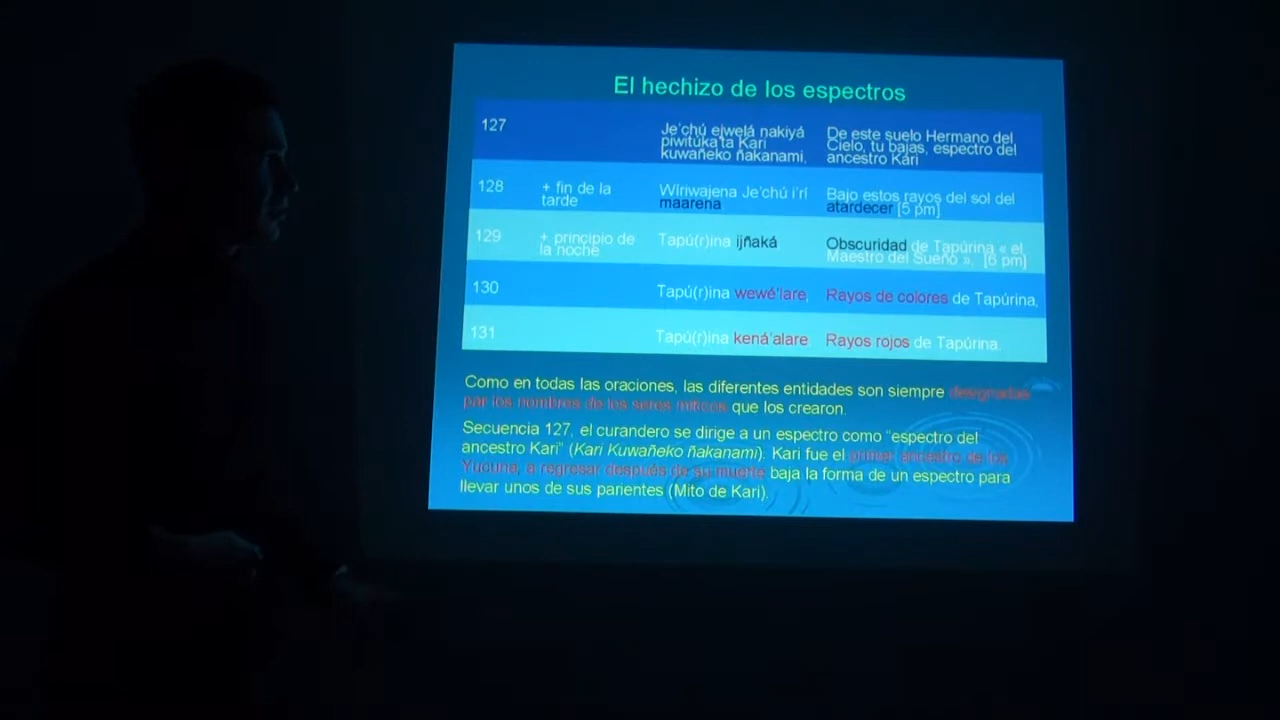 El hechizo de los espectros
127
Je'chú ejwelá nakiyá
piwitúka'ta Kari
kuwañeko ñakanami,
De este suelo Hermano del
Cielo, tu bajas, espectro del
ancestro Kari
128
+ fin de la
tarde
Wíriwajena Je'chú i'rí
maarena
Bajo estos rayos del sol del
atardecer [5 pm]
129
+ principio de
la noche
Tapú(r)ina ijñaká
Obscuridad de Tapúrina « el
Maestro del Sueño ». [6 pm]
130
Tapú(r)ina wewé'lare,
Rayos de colores de Tapúrina,
131
Tapú(r)ina kená'alare
Rayos rojos de Tapúrina.
Como en todas las oraciones, las diferentes entidades son siempre designadas
por los nombres de los seres míticos que los crearon.
Secuencia 127, el curandero se dirige a un espectro como "espectro del
ancestro Kari" (Kari Kuwañeko ñakanami). Kari fue el primer ancestro de los
Yucuna, a regresar después de su muerte baja la forma de un espectro para
llevar unos de sus parientes (Mito de Kari).